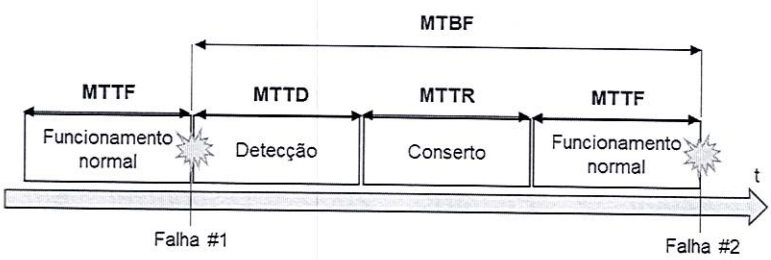 MTBF
MTTF
MTTD
MTTR
MTTF
Funcionamento
normal
Detecção
Conserto
Funcionamento
normal
t
Falha #1
Falha #2